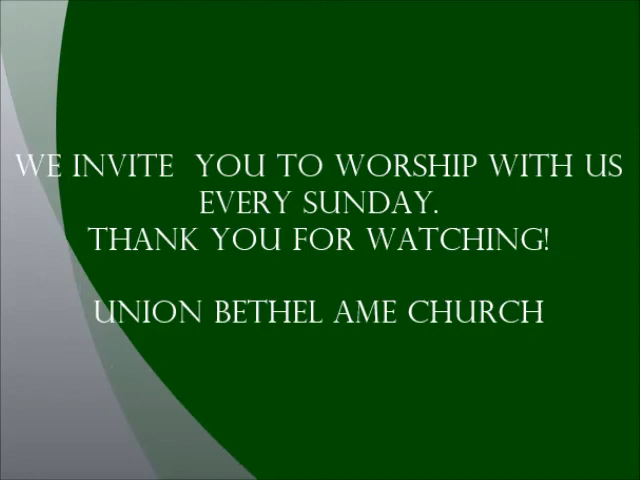 WE INVITE YOU TO WORSHIP WITH US
EVERY SUNDAY.
THANK YOU FOR WATCHING!
UNION BETHEL AME CHURCH